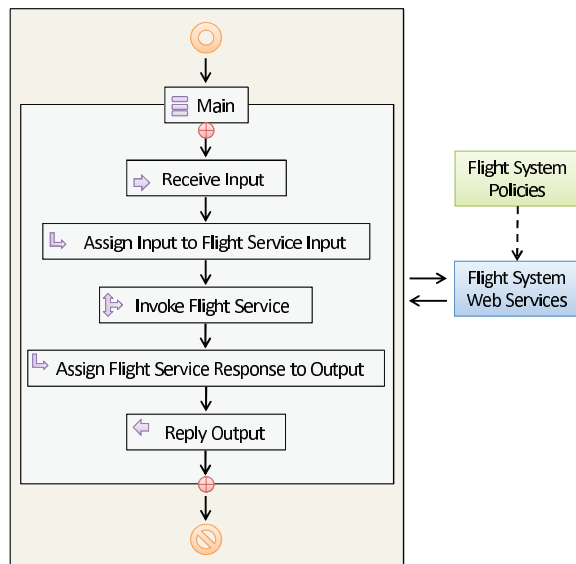 Main
Receive Input
Assign Input to Flight Service Input
Invoke Flight Service
Assign Flight Service Response to Output
Reply Output
Flight System
Policies
Flight System
Web Services